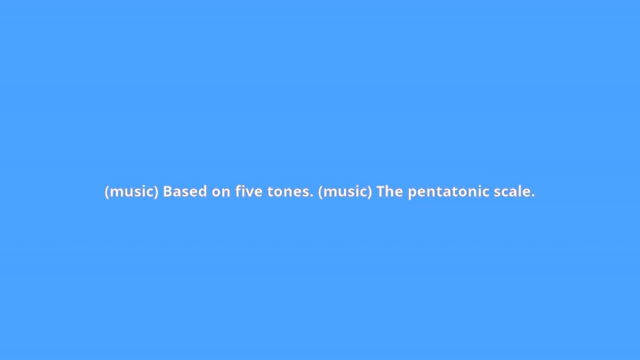 (music) Based on five tones. (music) The pentatonic scale.